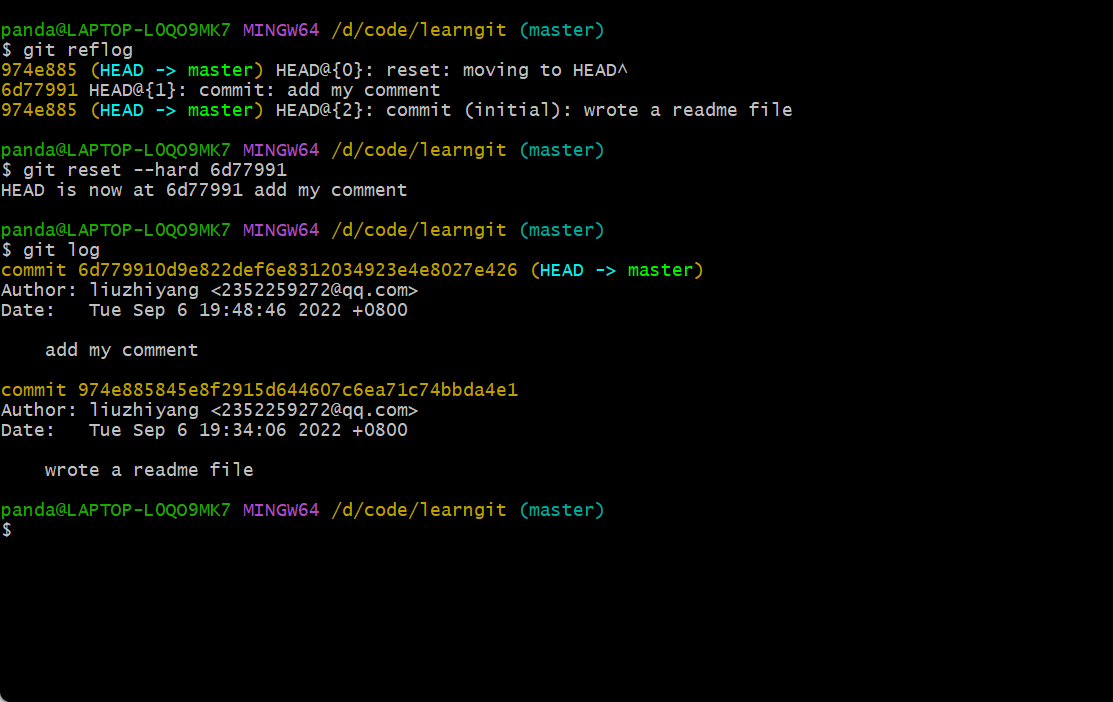 panda@LAPTOP-LOQO9MK7 MINGW64 /d/code/learngit (master)
$ git reflog
974e885 (HEAD -> master) HEAD@{0}: reset: moving to HEAD^
6d77991 HEAD@{1}: commit: add my comment
974e885 (HEAD -> master) HEAD@{2}: commit (initial): wrote a readme file
panda@LAPTOP-LOQO9MK7 MINGW64 /d/code/learngit (master)
$ git reset --hard 6d77991
HEAD is now at 6d77991 add my comment
panda@LAPTOP-LOQO9MK7 MINGW64 /d/code/learngit (master)
$ git log
commit 6d779910d9e822def6e8312034923e4e8027e426 (HEAD -> master)
Author: liuzhiyang <2352259272@qq.com>
Date:   Tue Sep 6 19:48:46 2022 +0800
    add my comment
commit 974e885845e8f2915d644607c6ea71c74bbda4e1
Author: liuzhiyang <2352259272@qq.com>
Date:   Tue Sep 6 19:34:06 2022 +0800
    wrote a readme file
panda@LAPTOP-LOQO9MK7 MINGW64 /d/code/learngit (master)
$